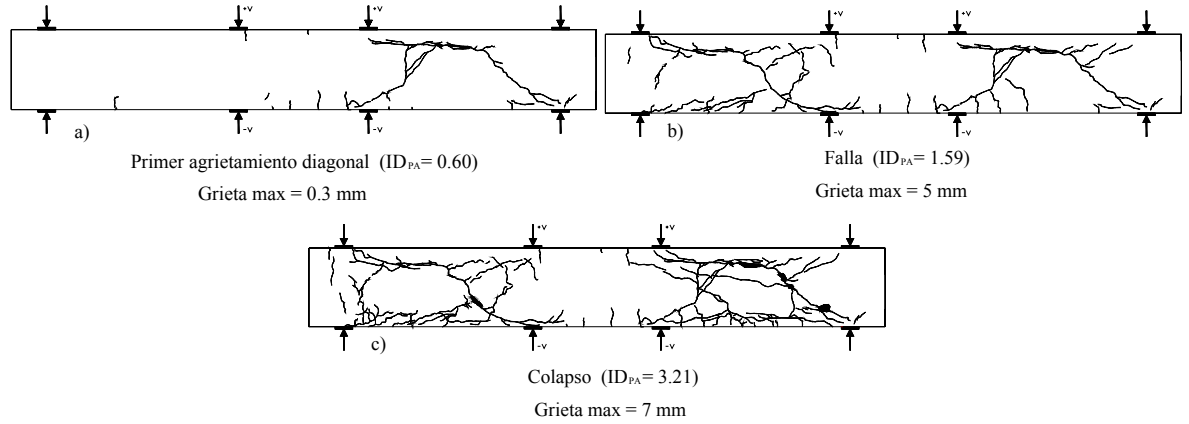 +V
+V
-V
-V
a)
b)
Primer agrietamiento diagonal (ID_PA= 0.60)
Grieta max = 0.3 mm
Falla (ID_PA= 1.59)
Grieta max = 5 mm
+V
-V
c)
Colapso (ID_PA= 3.21)
Grieta max = 7 mm